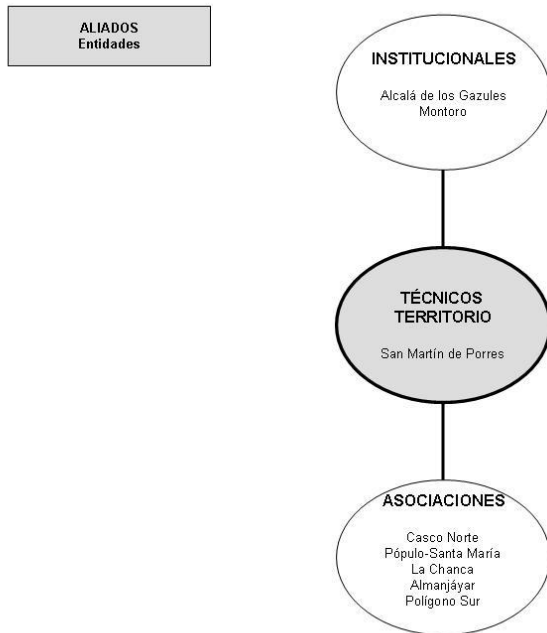 ALIADOS
Entidades
INSTITUCIONALES
Alcalá de los Gazules
Montoro
TÉCNICOS
TERRITORIO
San Martín de Porres
ASOCIACIONES
Casco Norte
Pópulo-Santa María
La Chanca
Almanjáyar
Polígono Sur